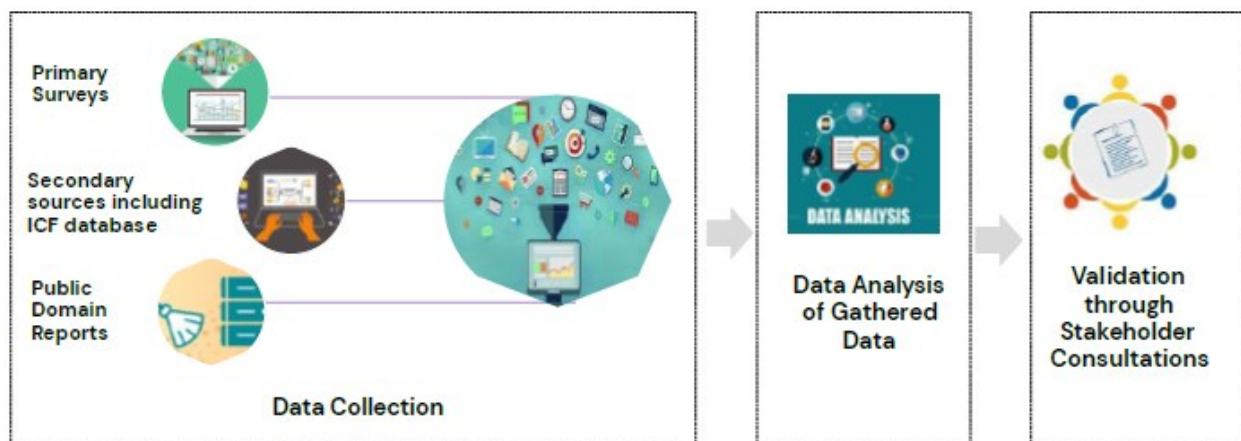 Primary
Surveys
Secondary
sources including
ICF database
Public
Domain
Reports
Data Collection
DATA ANALYSIS
Data Analysis
of Gathered
Data
Validation
through
Stakeholder
Consultations